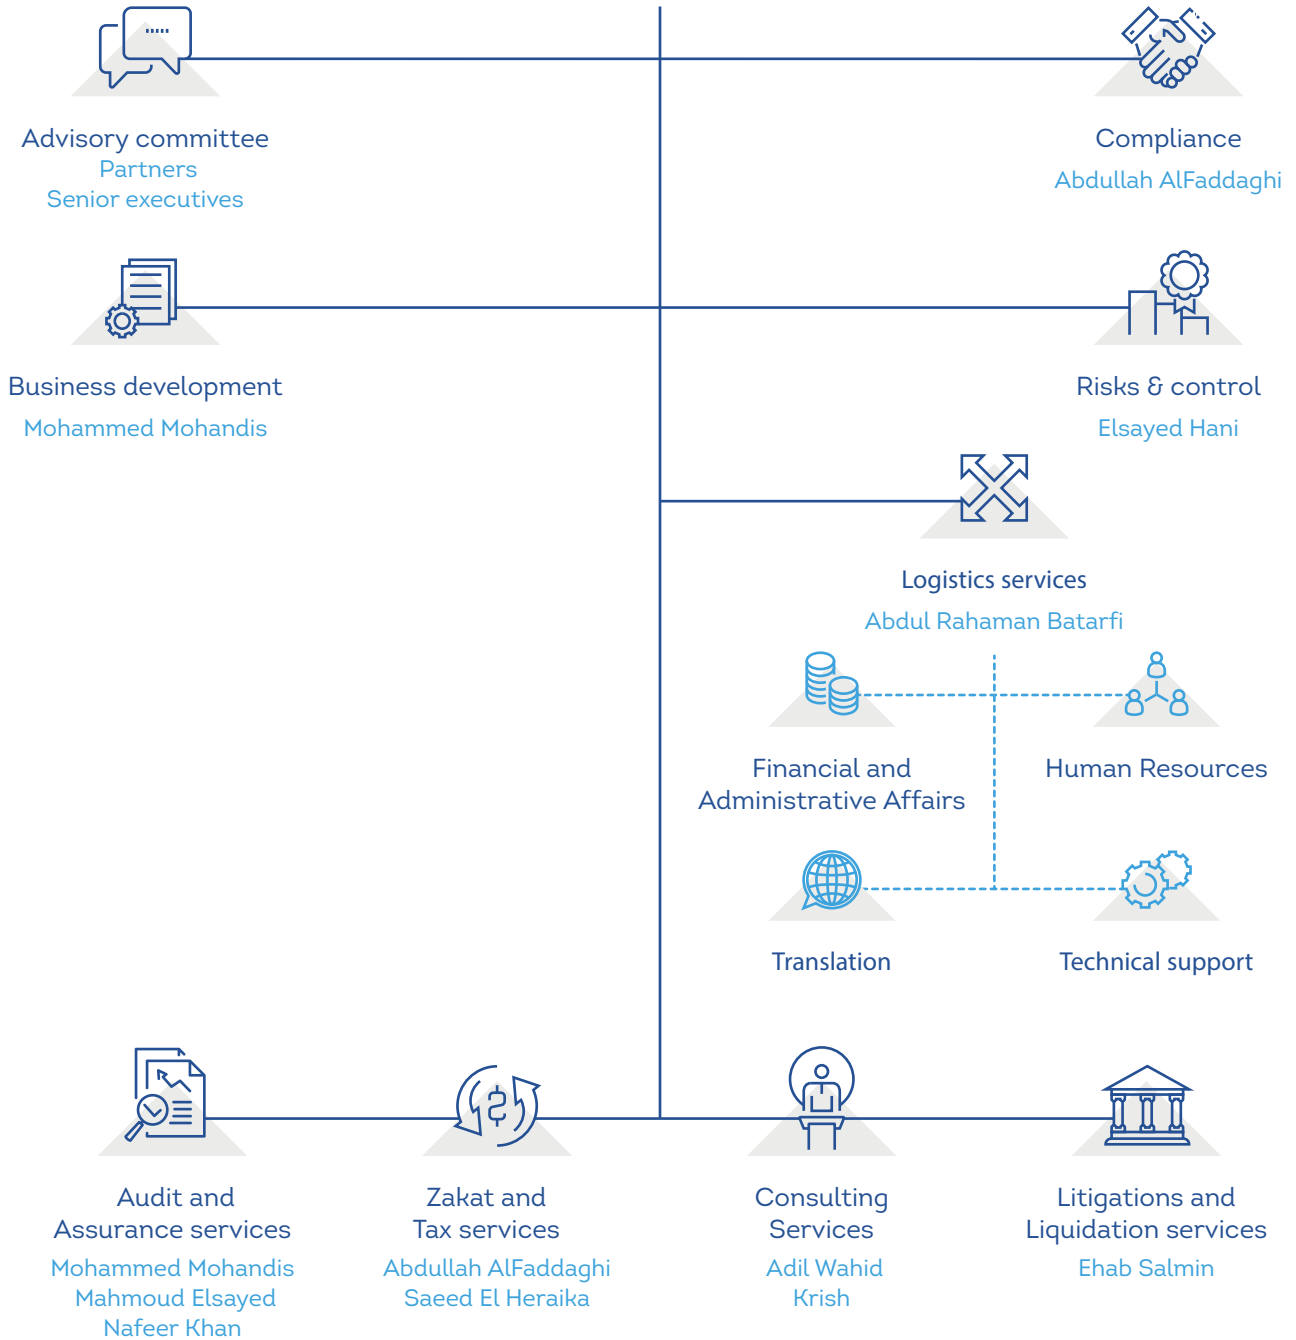 Advisory committee
Partners
Senior executives
Compliance
Abdullah AlFaddaghi
Business development
Mohammed Mohandis
Risks & control
Elsayed Hani
Logistics services
Abdul Rahaman Batarfi
Financial and
Administrative Affairs
Human Resources
Translation
Technical support
Audit and
Assurance services
Mohammed Mohandis
Mahmoud Elsayed
Nafeer Khan
Zakat and
Tax services
Abdullah AlFaddaghi
Saeed El Heraika
Consulting
Services
Adil Wahid
Krish
Litigations and
Liquidation services
Ehab Salmin